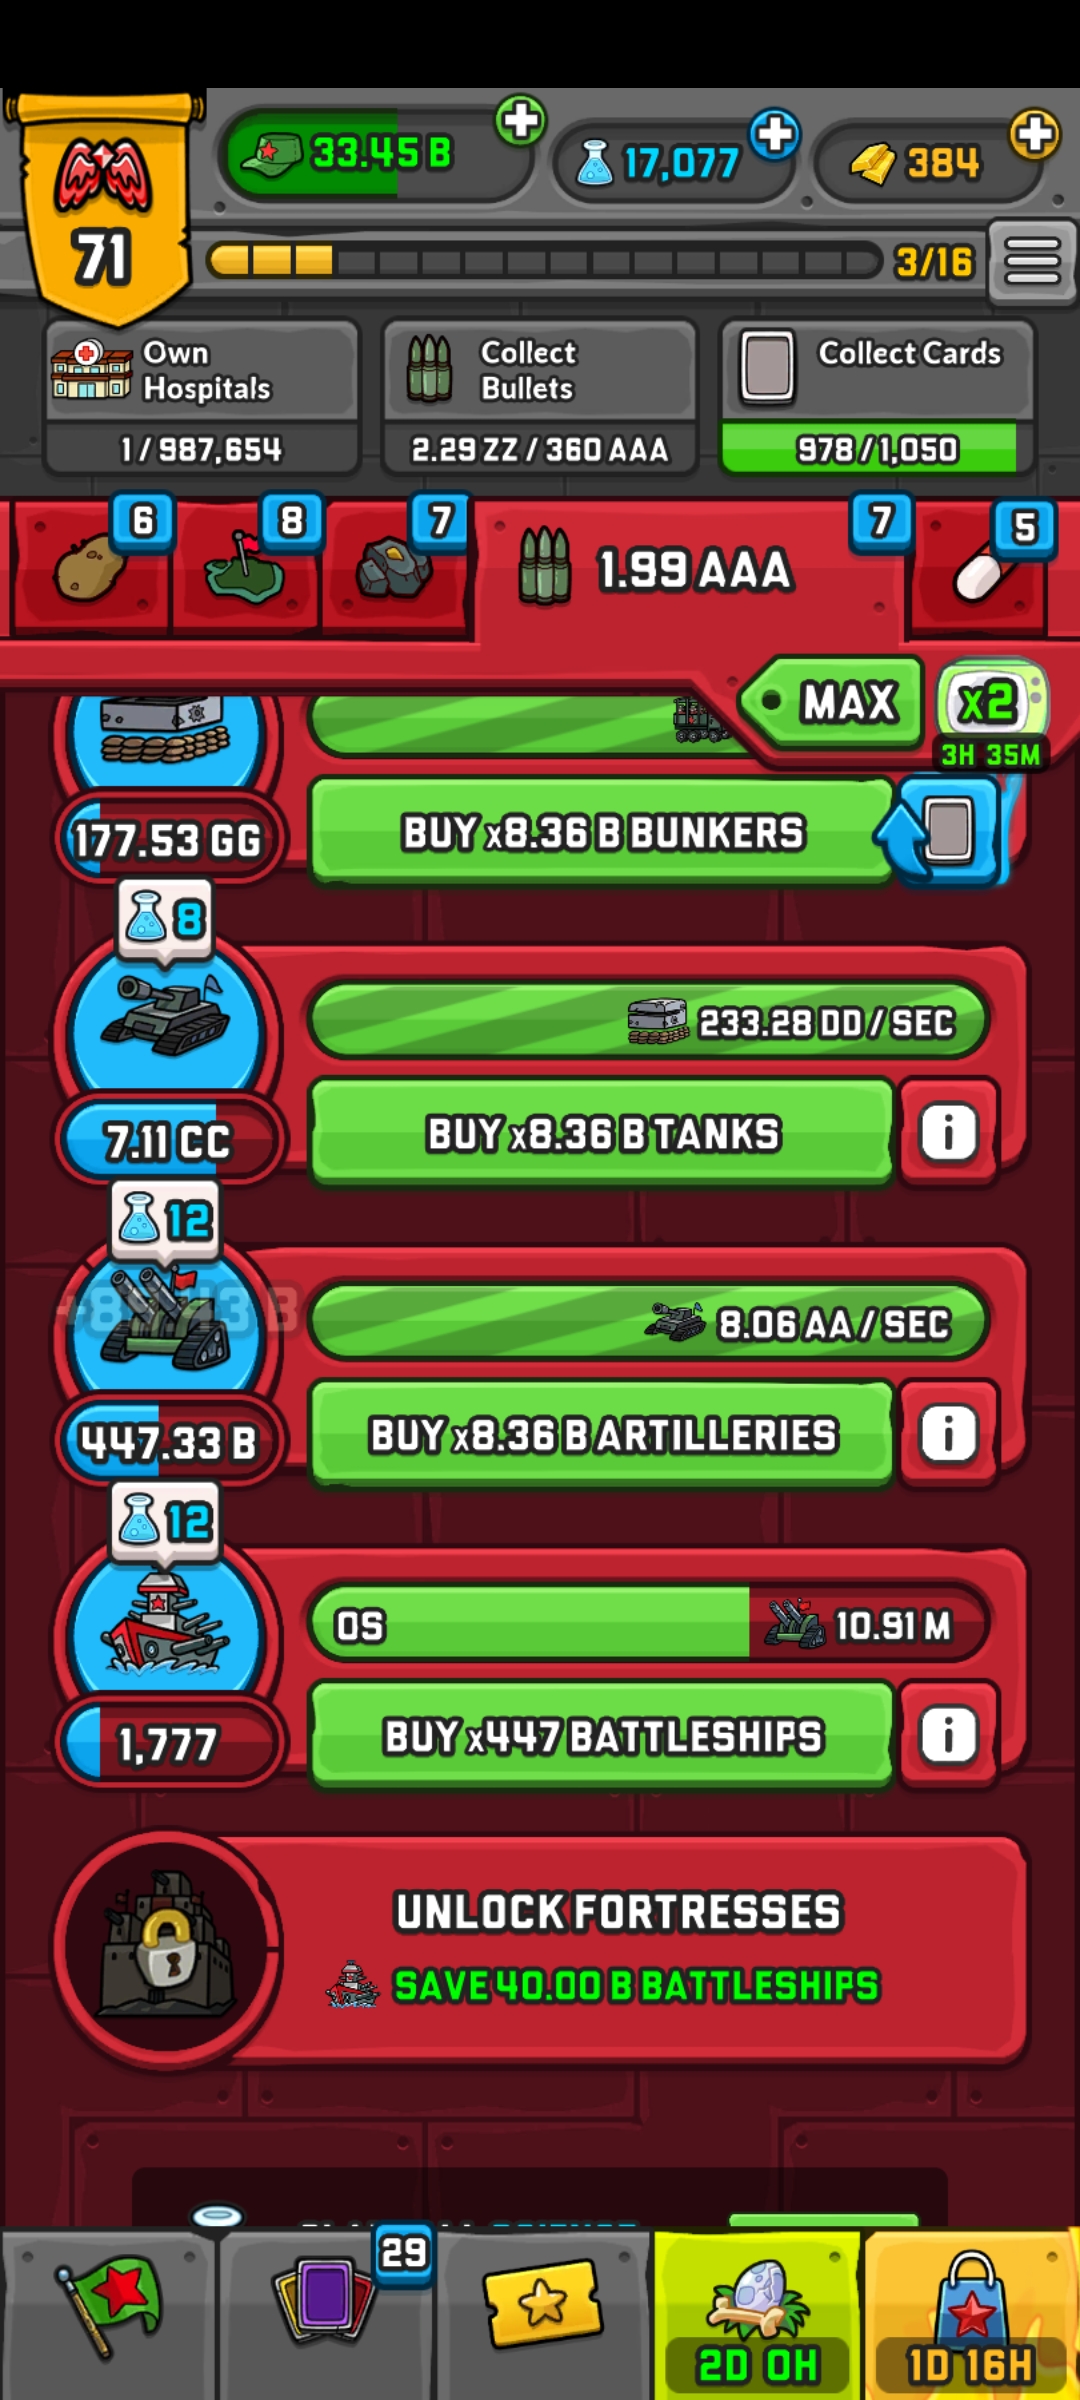 33.45 B
17,077
384
71
3/16
Own
Hospitals
1/987,654
Collect
Bullets
2.29 ZZ / 360 AAA
Collect Cards
978/1,050
6
8
7
1.99 AAA
7
5
MAX
x2
3H 35M
177.53 GG
BUY x8.36 B BUNKERS
8
233.28 DD / SEC
7.11 CC
BUY x8.36 B TANKS
i
12
8.06 AA / SEC
447.33 B
BUY x8.36 B ARTILLERIES
i
12
0S
10.91 M
1,777
BUY x447 BATTLESHIPS
i
UNLOCK FORTRESSES
SAVE 40.00 B BATTLESHIPS
29
2D 0H
1D 16H